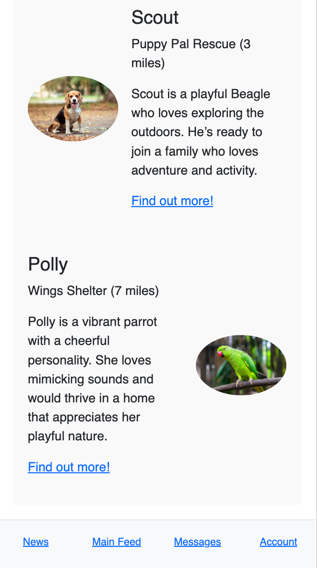 Scout
Puppy Pal Rescue (3
miles)
Scout is a playful Beagle
who loves exploring the
outdoors. He’s ready to
join a family who loves
adventure and activity.
Find out more!
Polly
Wings Shelter (7 miles)
Polly is a vibrant parrot
with a cheerful
personality. She loves
mimicking sounds and
would thrive in a home
that appreciates her
playful nature.
Find out more!
News Main Feed Messages Account